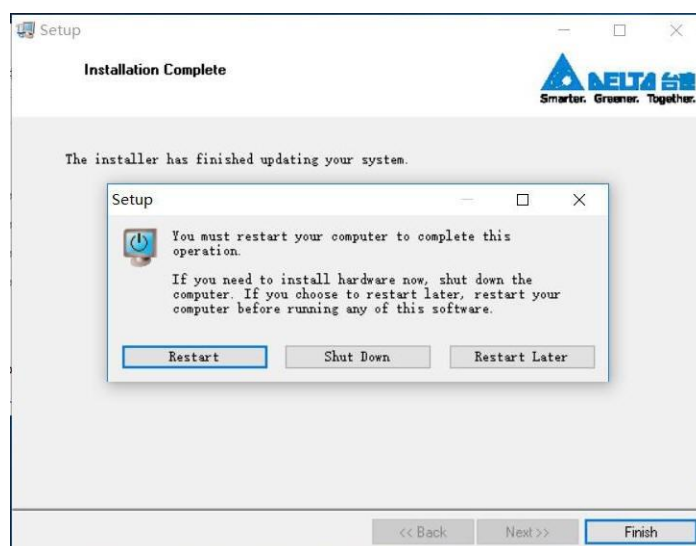 Setup
Installation Complete
DELTA 台達
Smarter. Greener. Together.
The installer has finished updating your system.
Setup
You must restart your computer to complete this
operation.
If you need to install hardware now, shut down the
computer. If you choose to restart later, restart your
computer before running any of this software.
Restart
Shut Down
Restart Later
<< Back
Next >>
Finish